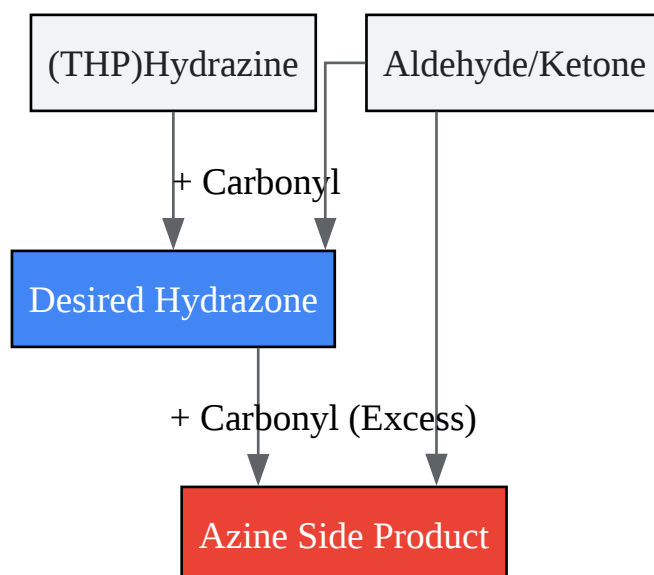 (THP)Hydrazine
Aldehyde/Ketone
+ Carbonyl
Desired Hydrazone
+ Carbonyl (Excess)
Azine Side Product